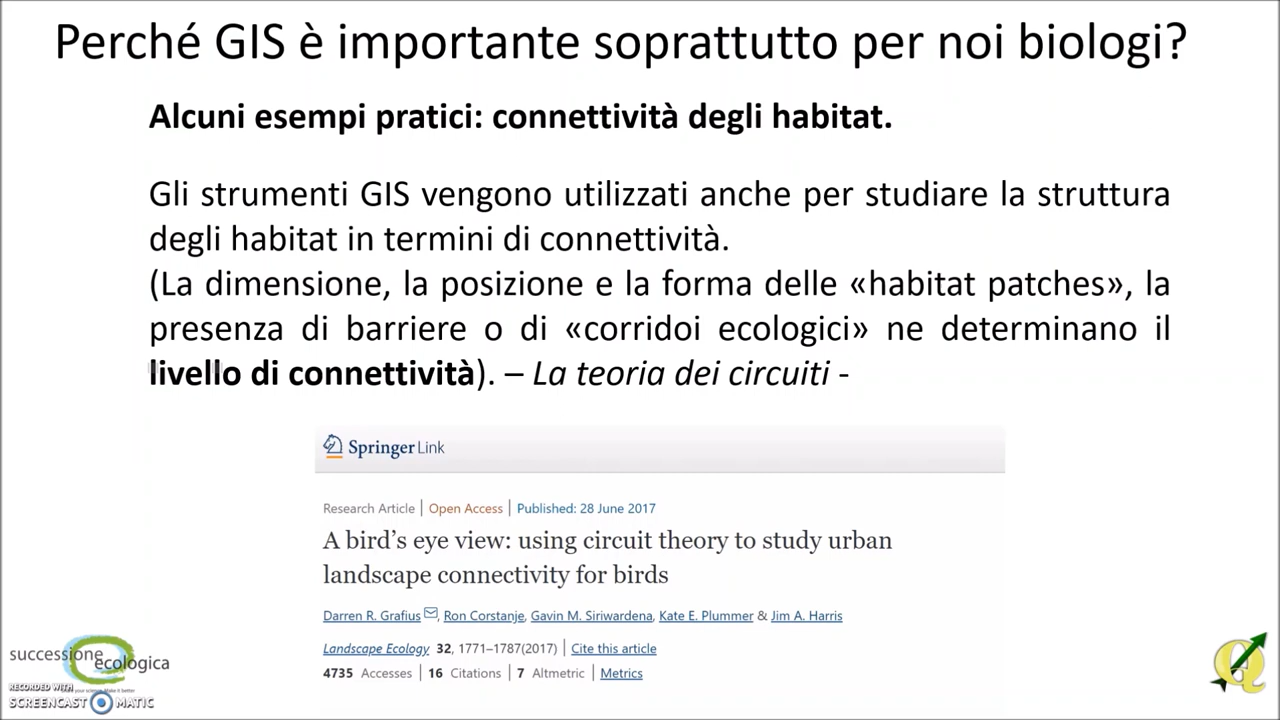 Perché GIS è importante soprattutto per noi biologi?
Alcuni esempi pratici: connettività degli habitat.
Gli strumenti GIS vengono utilizzati anche per studiare la struttura
degli habitat in termini di connettività.
(La dimensione, la posizione e la forma delle «habitat patches», la
presenza di barriere o di «corridoi ecologici» ne determinano il
livello di connettività). – La teoria dei circuiti -
Springer Link
Research Article | Open Access | Published: 28 June 2017
A bird’s eye view: using circuit theory to study urban
landscape connectivity for birds
Darren R. Grafius, Ron Corstanje, Gavin M. Siriwardena, Kate E. Plummer & Jim A. Harris
Landscape Ecology 32, 1771–1787(2017) | Cite this article
4735 Accesses | 16 Citations | 7 Altmetric | Metrics
successione
ecologica
RECORDED WITH
SCREENCAST MATIC